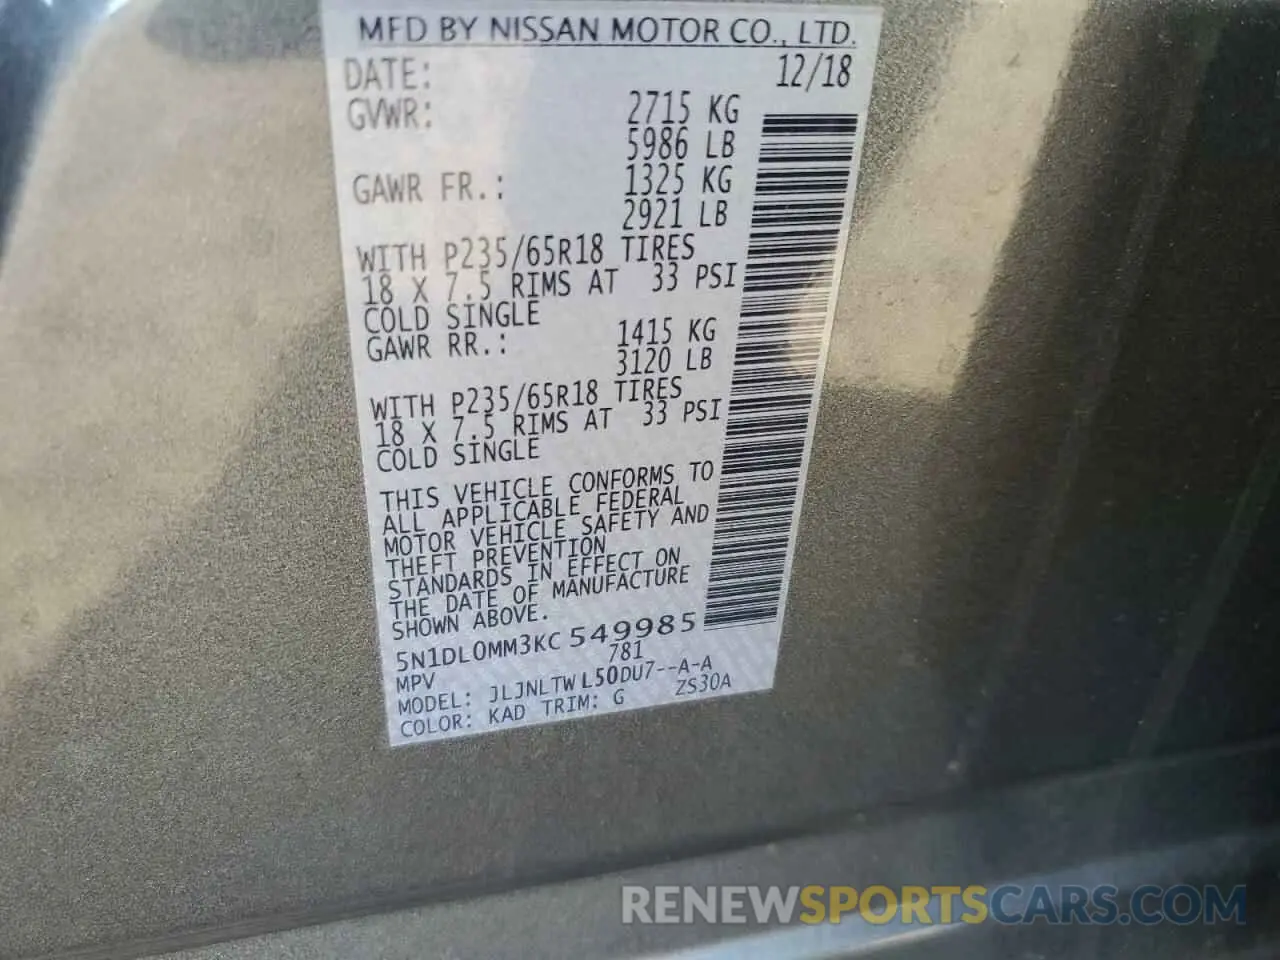 MFD BY NISSAN MOTOR CO., LTD.
DATE: 12/18
GVWR: 2715 KG
5986 LB
GAWR FR.: 1325 KG
2921 LB
WITH P235/65R18 TIRES
18 X 7.5 RIMS AT 33 PSI
COLD SINGLE
GAWR RR.: 1415 KG
3120 LB
WITH P235/65R18 TIRES
18 X 7.5 RIMS AT 33 PSI
COLD SINGLE
THIS VEHICLE CONFORMS TO
ALL APPLICABLE FEDERAL
MOTOR VEHICLE SAFETY AND
THEFT PREVENTION
STANDARDS IN EFFECT ON
THE DATE OF MANUFACTURE
SHOWN ABOVE.
5N1DL0MM3KC549985
MPV 781
MODEL: JLJNLTWL50DU7--A-A
COLOR: KAD TRIM: G ZS30A
RENEWSPORTSCARS.COM